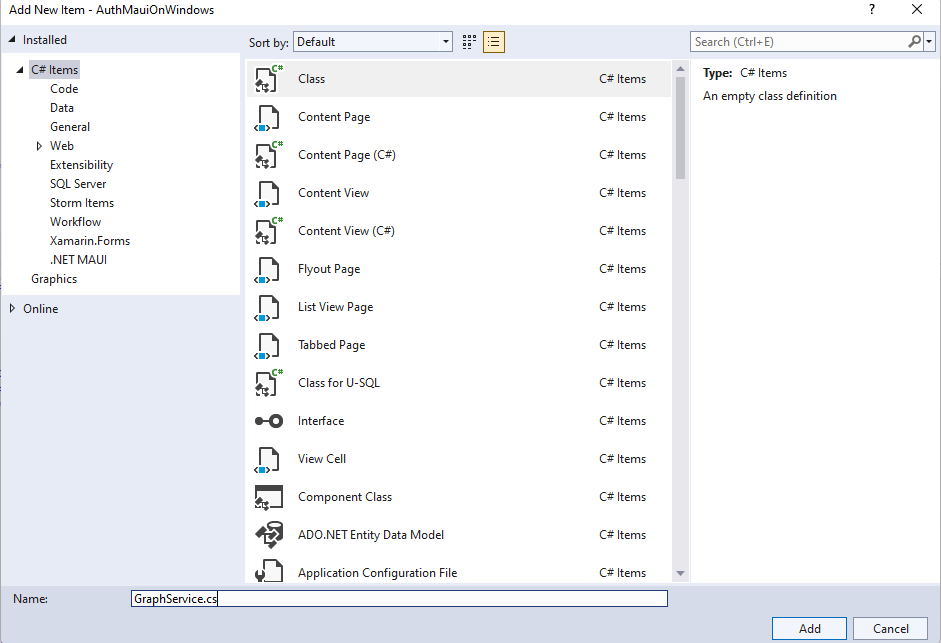 Add New Item - AuthMauiOnWindows ?
Installed
Sort by: Default
Search (Ctrl+E)
C# Items
Code
Data
General
Web
Extensibility
SQL Server
Storm Items
Workflow
Xamarin.Forms
.NET MAUI
Graphics
Online
C# Class C# Items
Content Page C# Items
C# Content Page (C#) C# Items
Content View C# Items
C# Content View (C#) C# Items
Flyout Page C# Items
List View Page C# Items
Tabbed Page C# Items
C# Class for U-SQL C# Items
Interface C# Items
View Cell C# Items
Component Class C# Items
ADO.NET Entity Data Model C# Items
Application Configuration File C# Items
Type: C# Items
An empty class definition
Name: GraphService.cs
Add Cancel